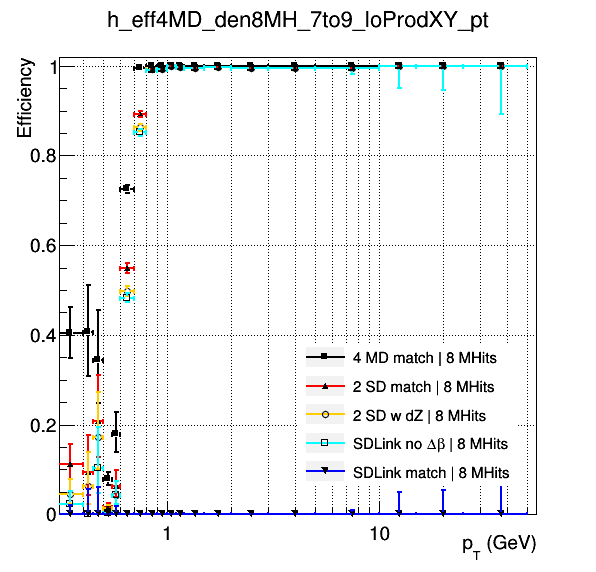 h_eff4MD_den8MH_7to9_loProdXY_pt
Efficiency
1
0.8
0.6
0.4
0.2
0
4 MD match | 8 MHits
2 SD match | 8 MHits
2 SD w dZ | 8 MHits
SDLink no Δβ | 8 MHits
SDLink match | 8 MHits
1 10
p_T (GeV)